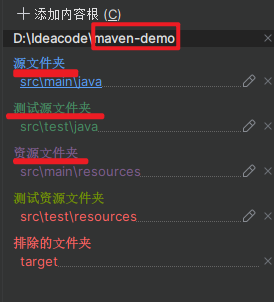 添加内容根 (C)
D:\Ideacode\maven-demo
源文件夹
src\main\java
测试源文件夹
src\test\java
资源文件夹
src\main\resources
测试资源文件夹
src\test\resources
排除的文件夹
target